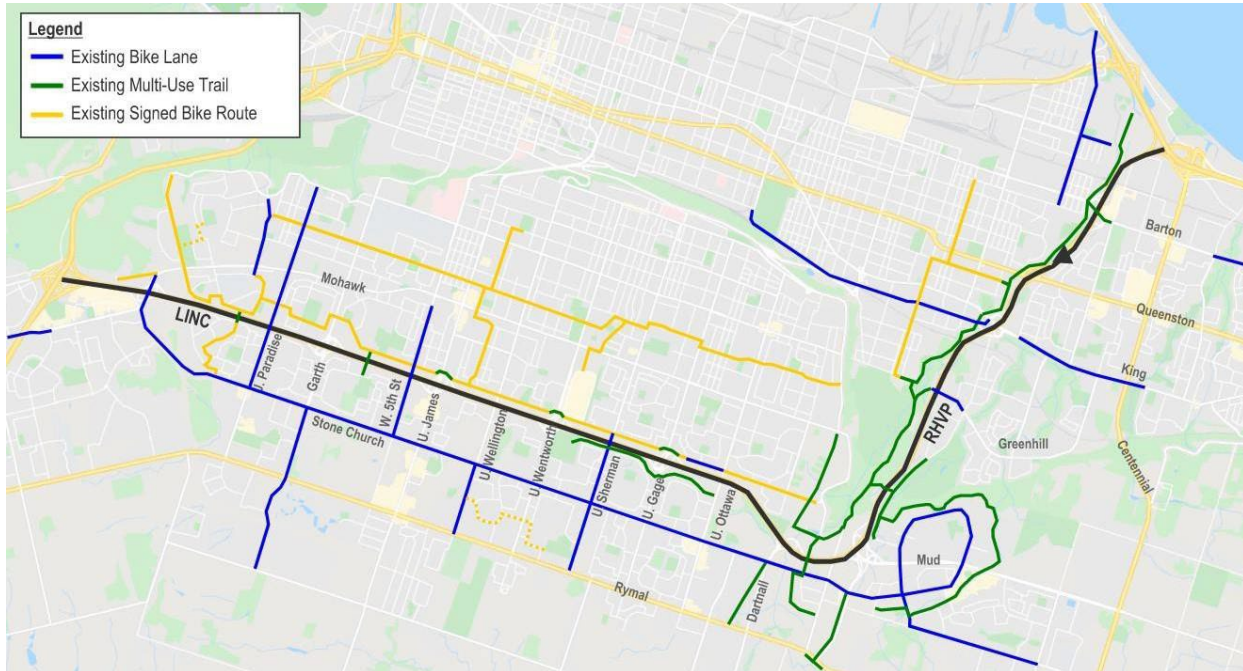 Legend
Existing Bike Lane
Existing Multi-Use Trail
Existing Signed Bike Route
Barton
Mohawk
LINC
Queenston
U. Paradise
Garth
W. 5th St
U. James
King
Stone Church
U. Wellington
U. Wentworth
U. Sherman
U. Gage
U. Ottawa
RHVP
Greenhill
Centennial
Mud
Dartnall
Rymal